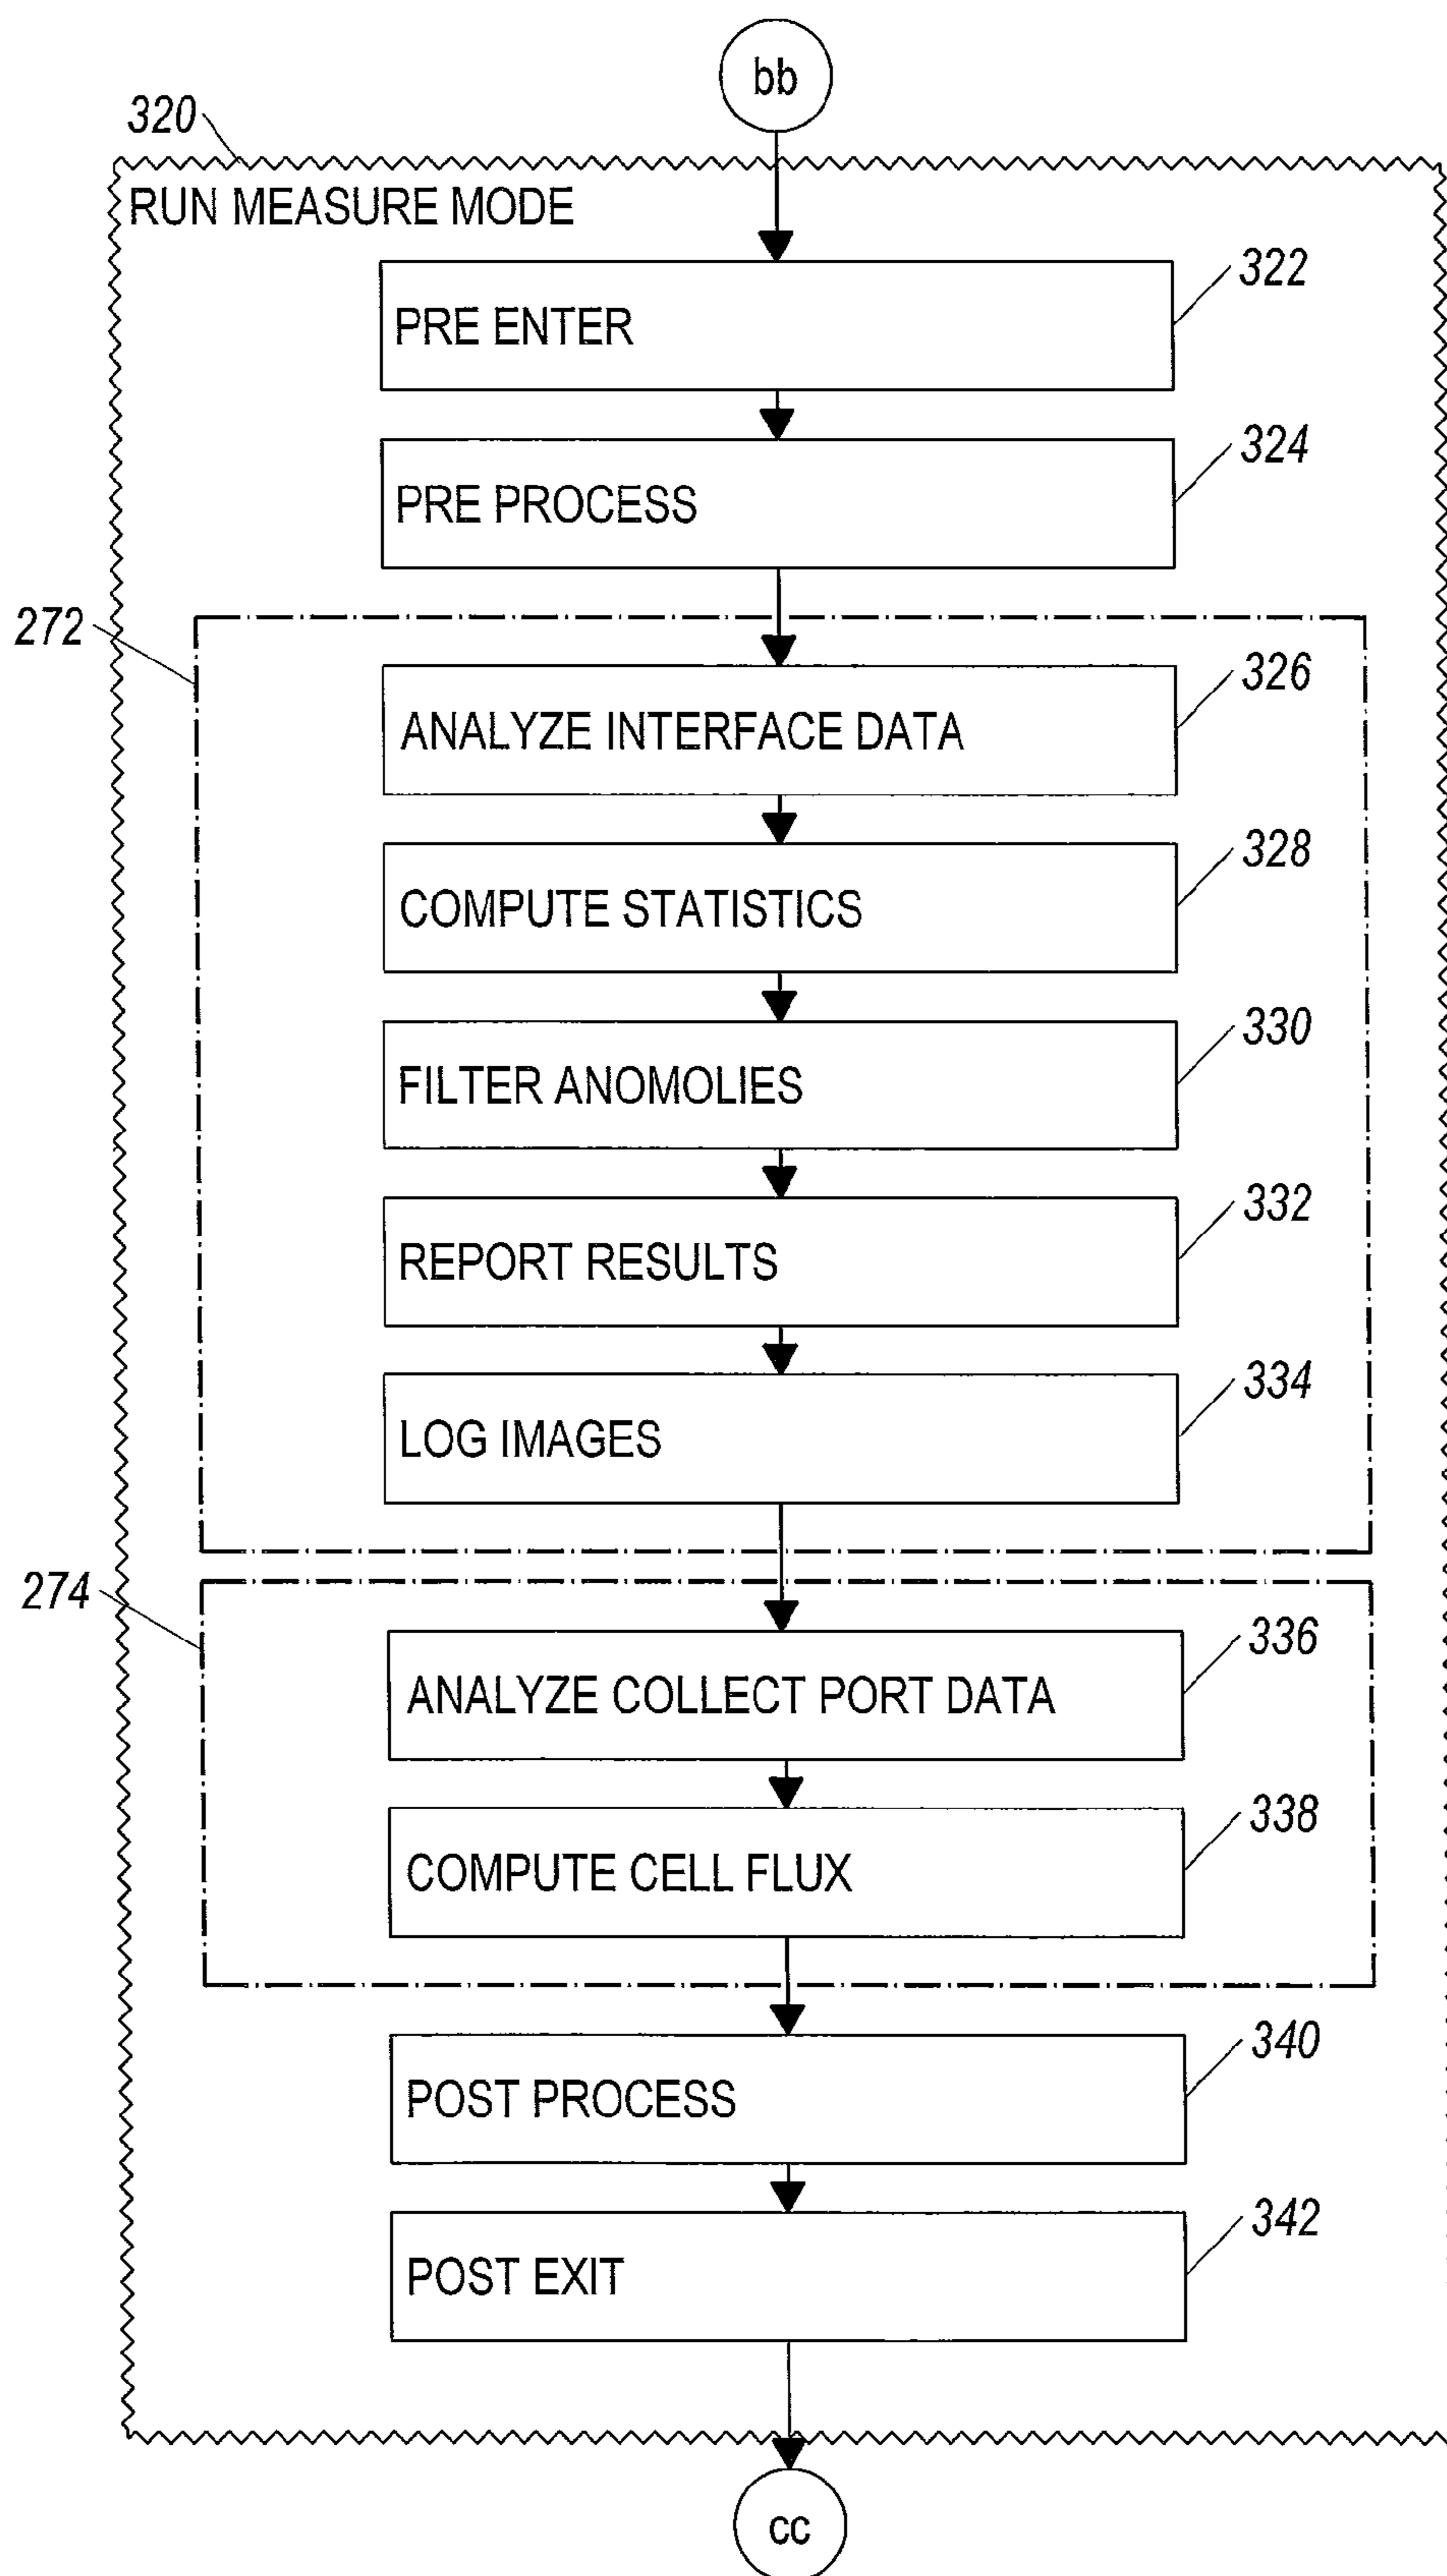 bb
320
RUN MEASURE MODE
322
PRE ENTER
324
PRE PROCESS
272
326
ANALYZE INTERFACE DATA
328
COMPUTE STATISTICS
330
FILTER ANOMOLIES
332
REPORT RESULTS
334
LOG IMAGES
274
336
ANALYZE COLLECT PORT DATA
338
COMPUTE CELL FLUX
340
POST PROCESS
342
POST EXIT
cc